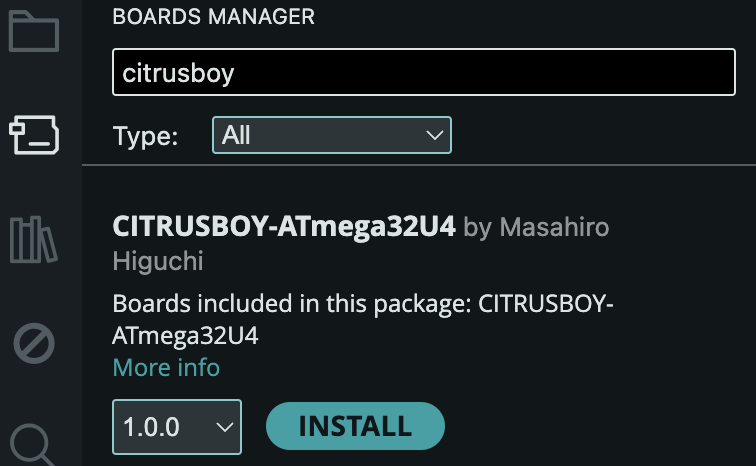 BOARDS MANAGER
citrusboy
Type: All
CITRUSBOY-ATmega32U4 by Masahiro
Higuchi
Boards included in this package: CITRUSBOY-
ATmega32U4
More info
1.0.0 INSTALL